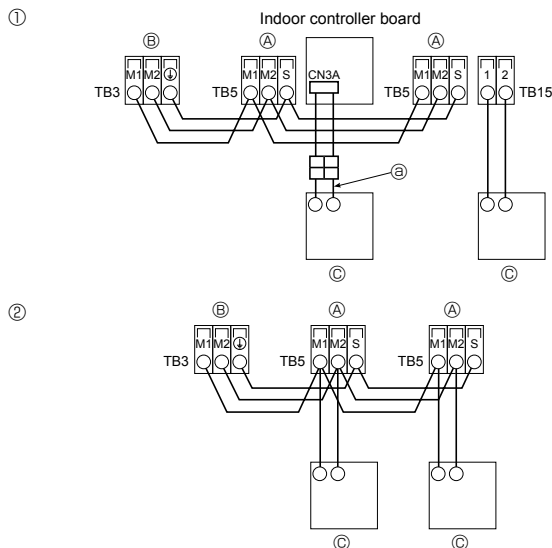 ① Indoor controller board
Ⓑ Ⓐ Ⓐ
M1 M2 ⏚ M1 M2 S CN3A M1 M2 S 1 2
TB3 TB5 TB5 TB15
ⓐ
Ⓒ Ⓒ
② Ⓑ Ⓐ Ⓐ
M1 M2 ⏚ M1 M2 S M1 M2 S
TB3 TB5 TB5
Ⓒ Ⓒ